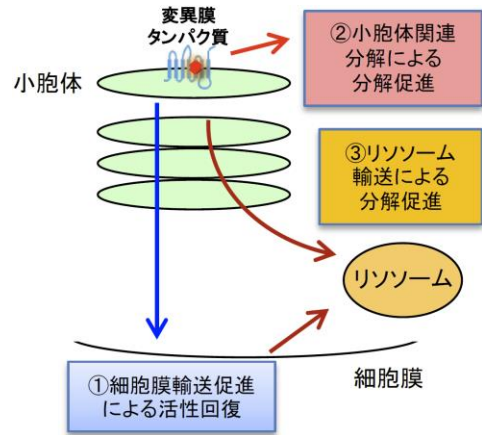 変異膜
タンパク質
小胞体
②小胞体関連
分解による
分解促進
③リソソーム
輸送による
分解促進
リソソーム
細胞膜
①細胞膜輸送促進
による活性回復